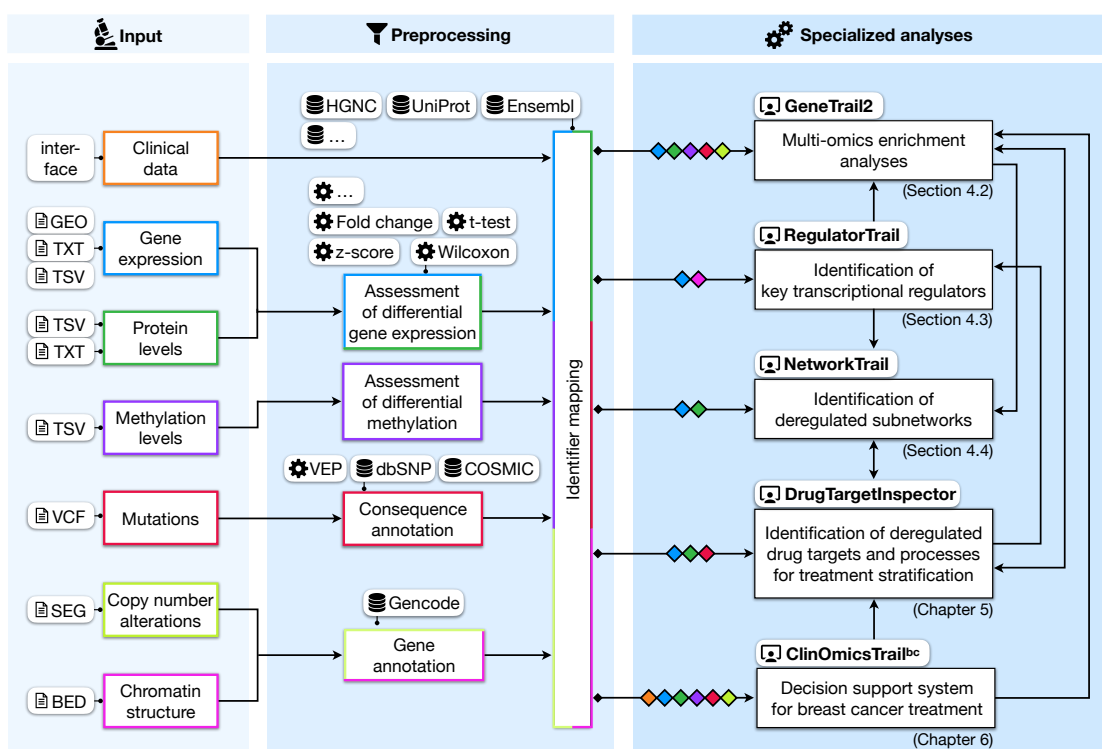 Input
Preprocessing
Specialized analyses
inter-
face
Clinical
data
GEO
TXT
TSV
Gene
expression
TSV
TXT
Protein
levels
TSV
Methylation
levels
VCF
Mutations
SEG
Copy number
alterations
BED
Chromatin
structure
HGNC
UniProt
Ensembl
...
...
Fold change
t-test
z-score
Wilcoxon
Assessment
of differential
gene expression
Assessment
of differential
methylation
VEP
dbSNP
COSMIC
Consequence
annotation
Gencode
Gene
annotation
Identifier mapping
GeneTrail2
Multi-omics enrichment
analyses
(Section 4.2)
RegulatorTrail
Identification of
key transcriptional regulators
(Section 4.3)
NetworkTrail
Identification of
deregulated subnetworks
(Section 4.4)
DrugTargetInspector
Identification of deregulated
drug targets and processes
for treatment stratification
(Chapter 5)
ClinOmicsTrailbc
Decision support system
for breast cancer treatment
(Chapter 6)